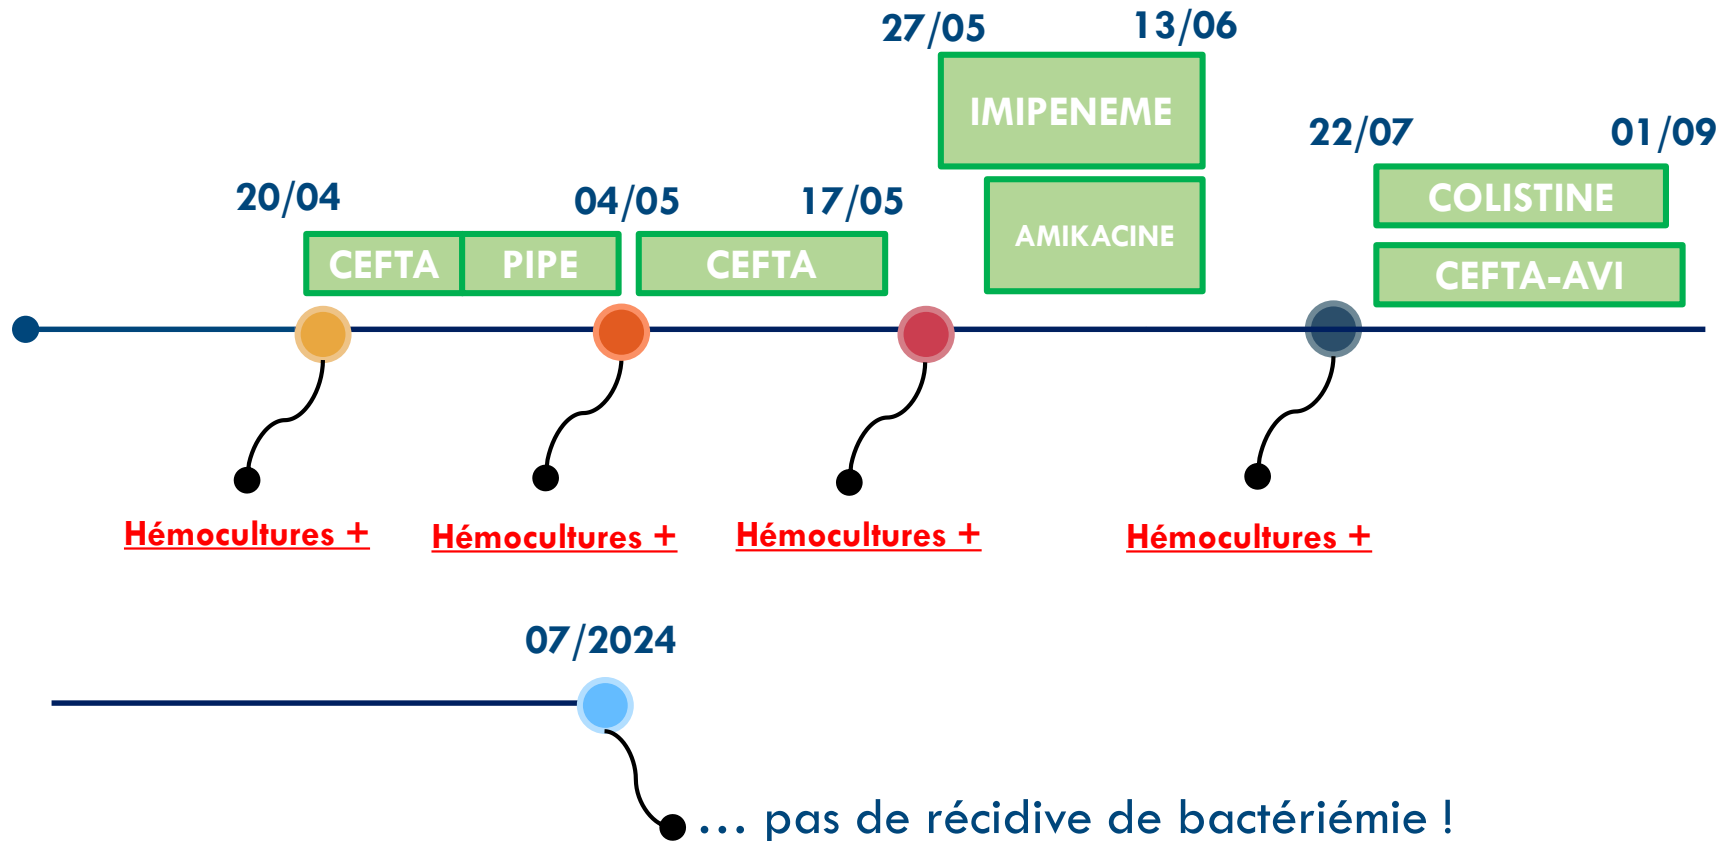 27/05
13/06
IMIPENEME
22/07
01/09
20/04
04/05
17/05
COLISTINE
AMIKACINE
CEFTA
PIPE
CEFTA
CEFTA-AVI
Hémocultures +
Hémocultures +
Hémocultures +
Hémocultures +
07/2024
... pas de récidive de bactériémie !